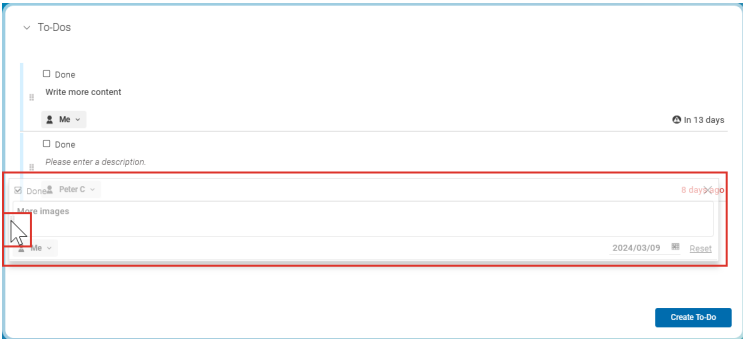 To-Dos
Done
Write more content
Me
In 13 days
Done
Please enter a description.
Peter C
8 days ago
Done
More images
Me
2024/03/09
Reset
Create To-Do